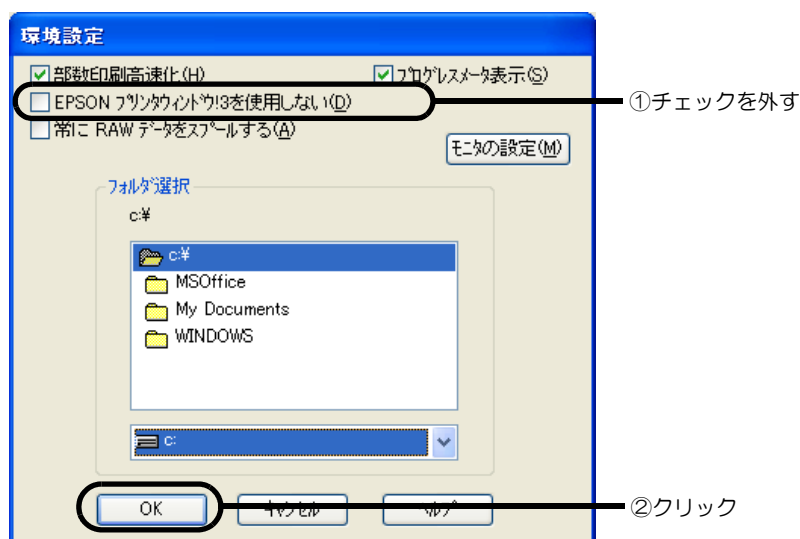 環境設定
部数印刷高速化(H)
プログレスメータ表示(S)
EPSON プリンタウィンドウ!3を使用しない(D)
①チェックを外す
常に RAW データをスプールする(A)
モニタの設定(M)
フォルダ選択
c:¥
c:¥
MSOffice
My Documents
WINDOWS
c:
OK
キャンセル
ヘルプ
②クリック